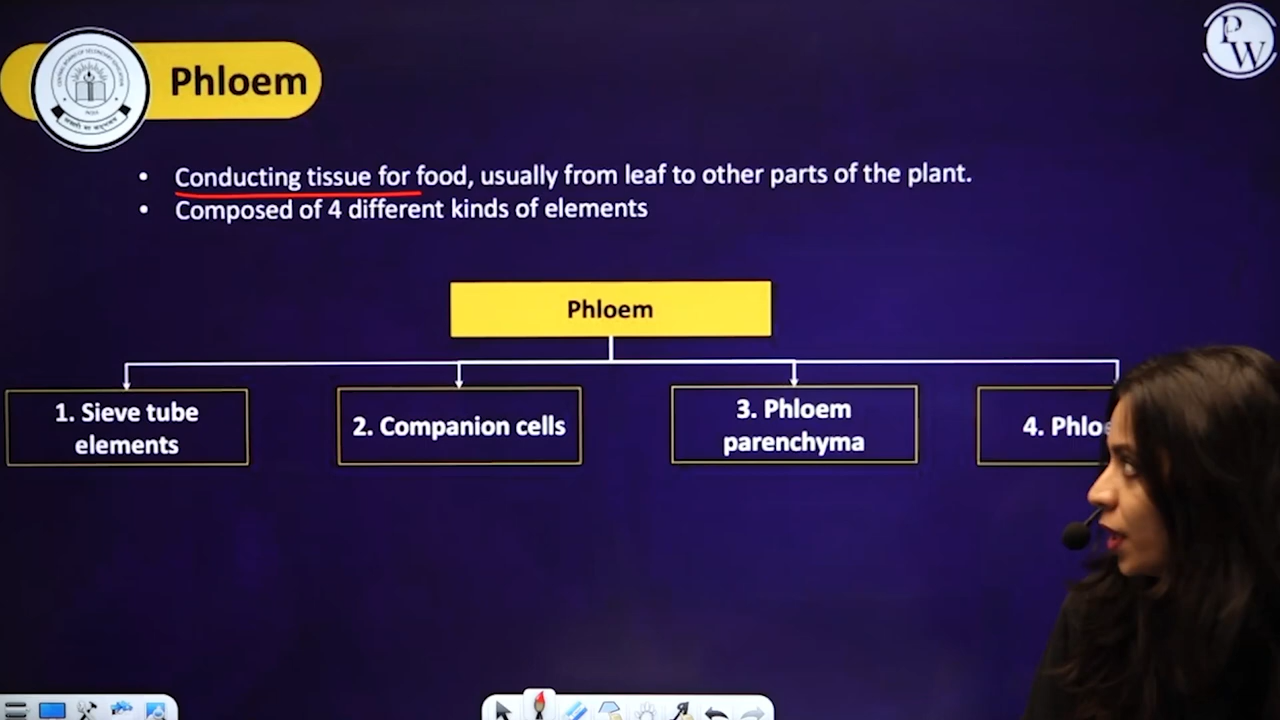 Phloem
PW
• Conducting tissue for food, usually from leaf to other parts of the plant.
• Composed of 4 different kinds of elements
Phloem
1. Sieve tube
elements
2. Companion cells
3. Phloem
parenchyma
4.